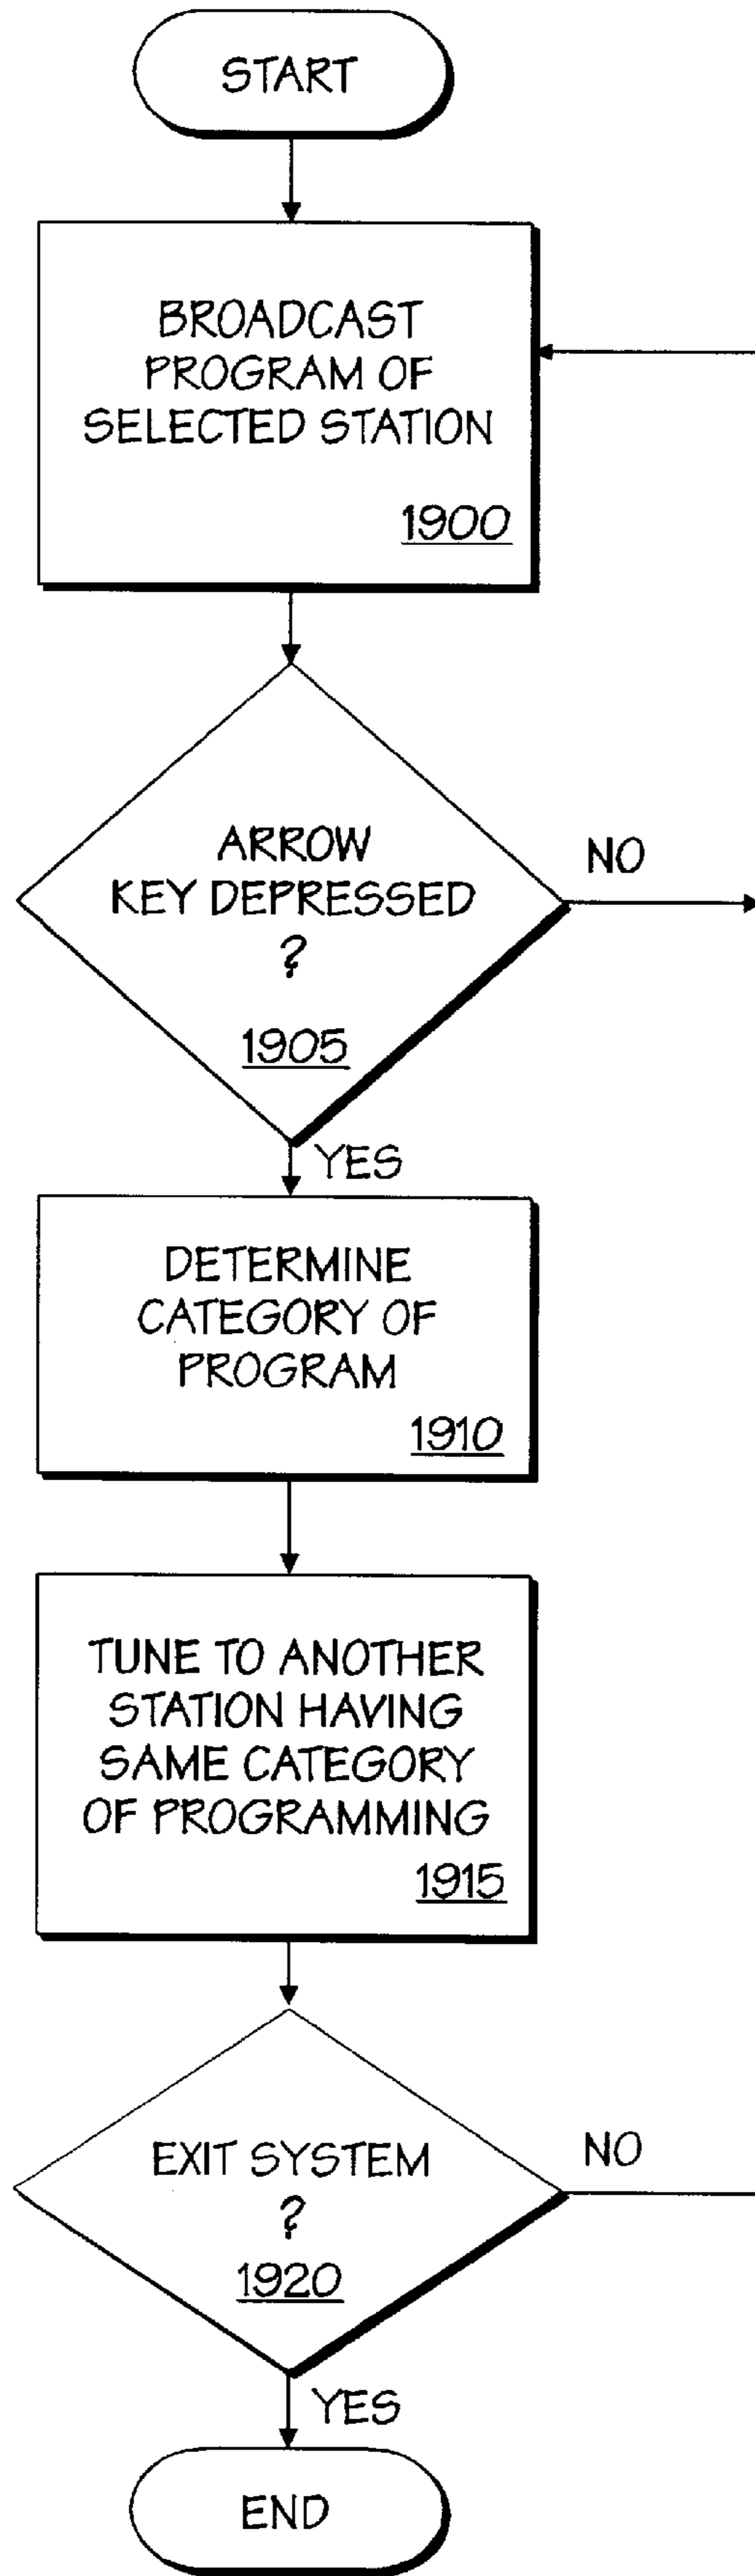 START
BROADCAST
PROGRAM OF
SELECTED STATION
1900
ARROW
KEY DEPRESSED
?
1905
NO
YES
DETERMINE
CATEGORY OF
PROGRAM
1910
TUNE TO ANOTHER
STATION HAVING
SAME CATEGORY
OF PROGRAMMING
1915
EXIT SYSTEM
?
1920
NO
YES
END